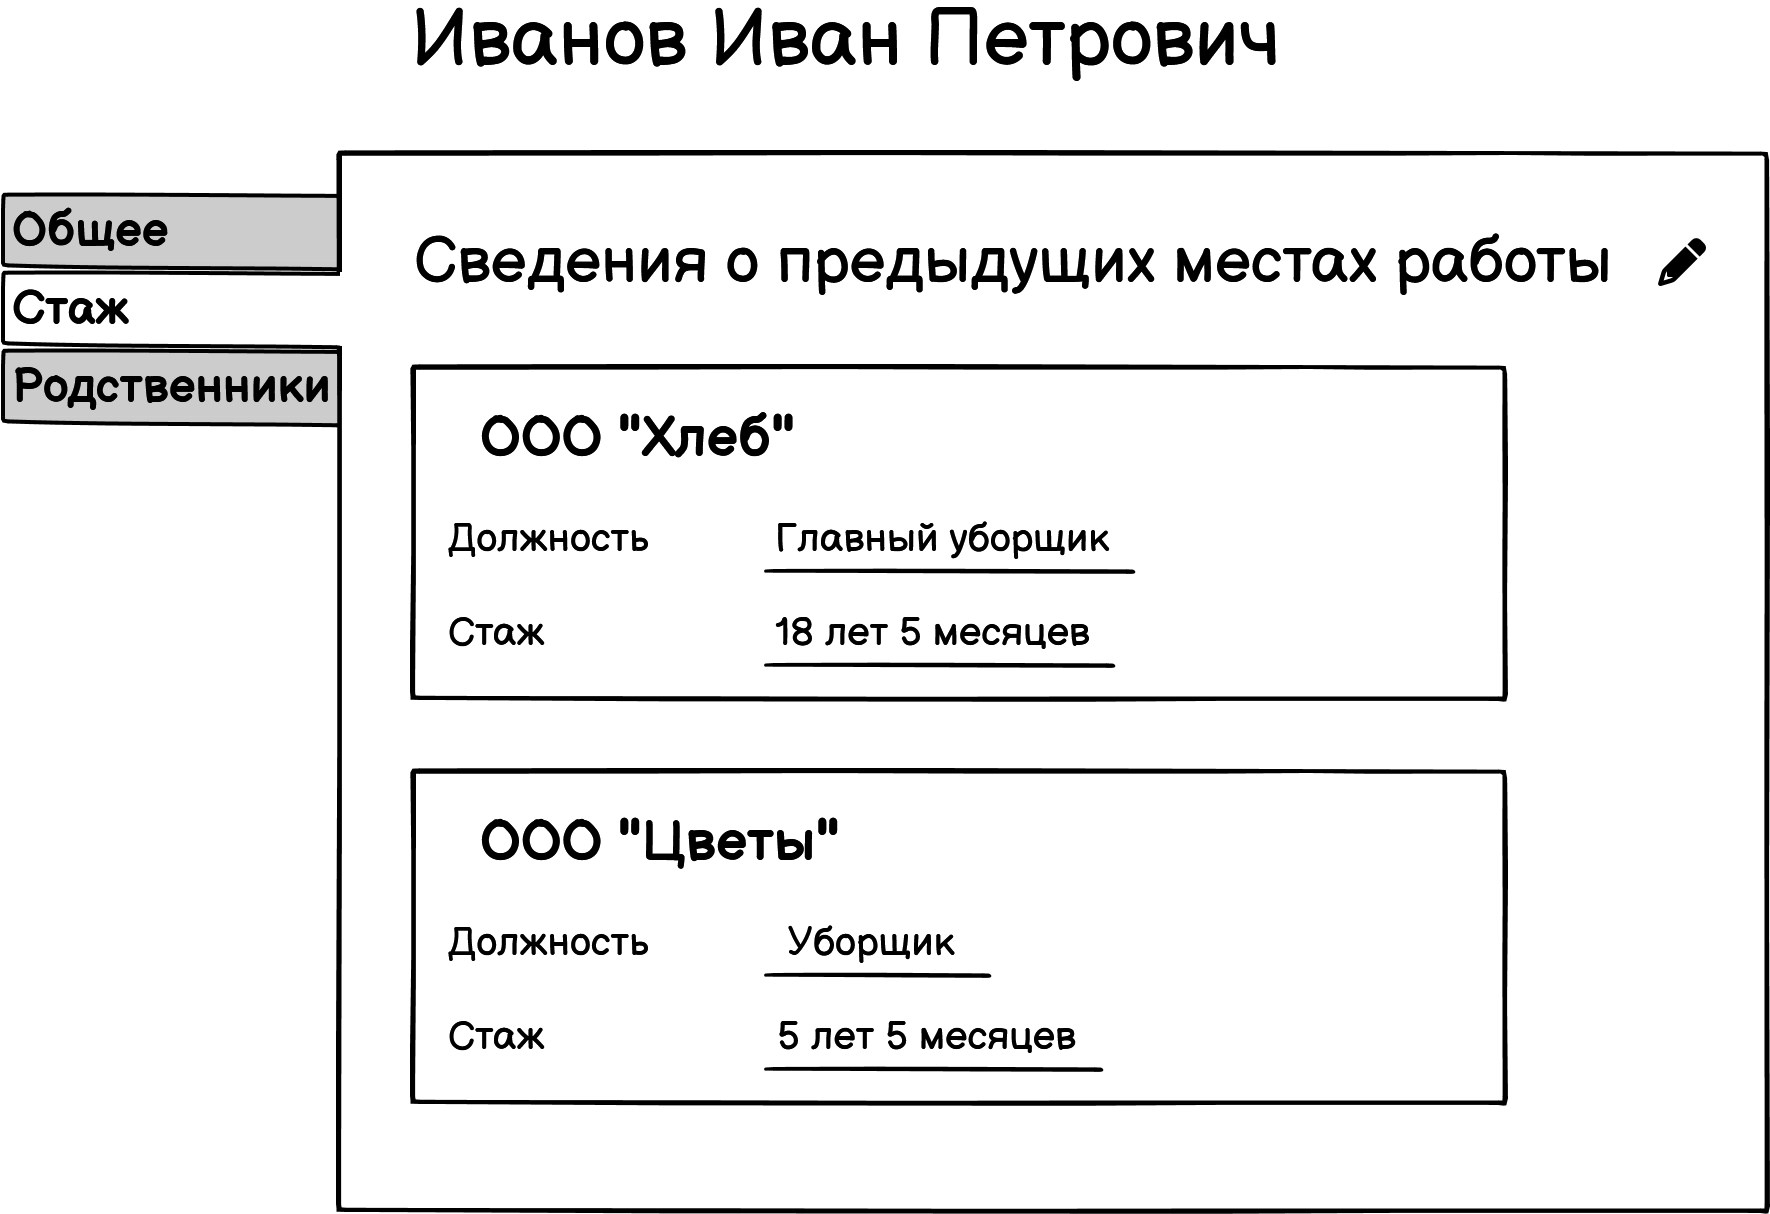 Иванов Иван Петрович
Общее
Стаж
Родственники
Сведения о предыдущих местах работы
ООО "Хлеб"
Должность Главный уборщик
Стаж 18 лет 5 месяцев
ООО "Цветы"
Должность Уборщик
Стаж 5 лет 5 месяцев